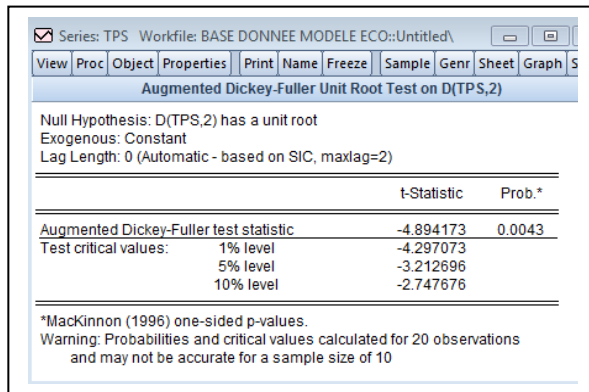 Series: TPS Workfile: BASE DONNEE MODELE ECO::Untitled\
View Proc Object Properties Print Name Freeze Sample Genr Sheet Graph S
Augmented Dickey-Fuller Unit Root Test on D(TPS,2)
Null Hypothesis: D(TPS,2) has a unit root
Exogenous: Constant
Lag Length: 0 (Automatic - based on SIC, maxlag=2)
t-Statistic Prob.*
Augmented Dickey-Fuller test statistic -4.894173 0.0043
Test critical values: 1% level -4.297073
5% level -3.212696
10% level -2.747676
*MacKinnon (1996) one-sided p-values.
Warning: Probabilities and critical values calculated for 20 observations
and may not be accurate for a sample size of 10